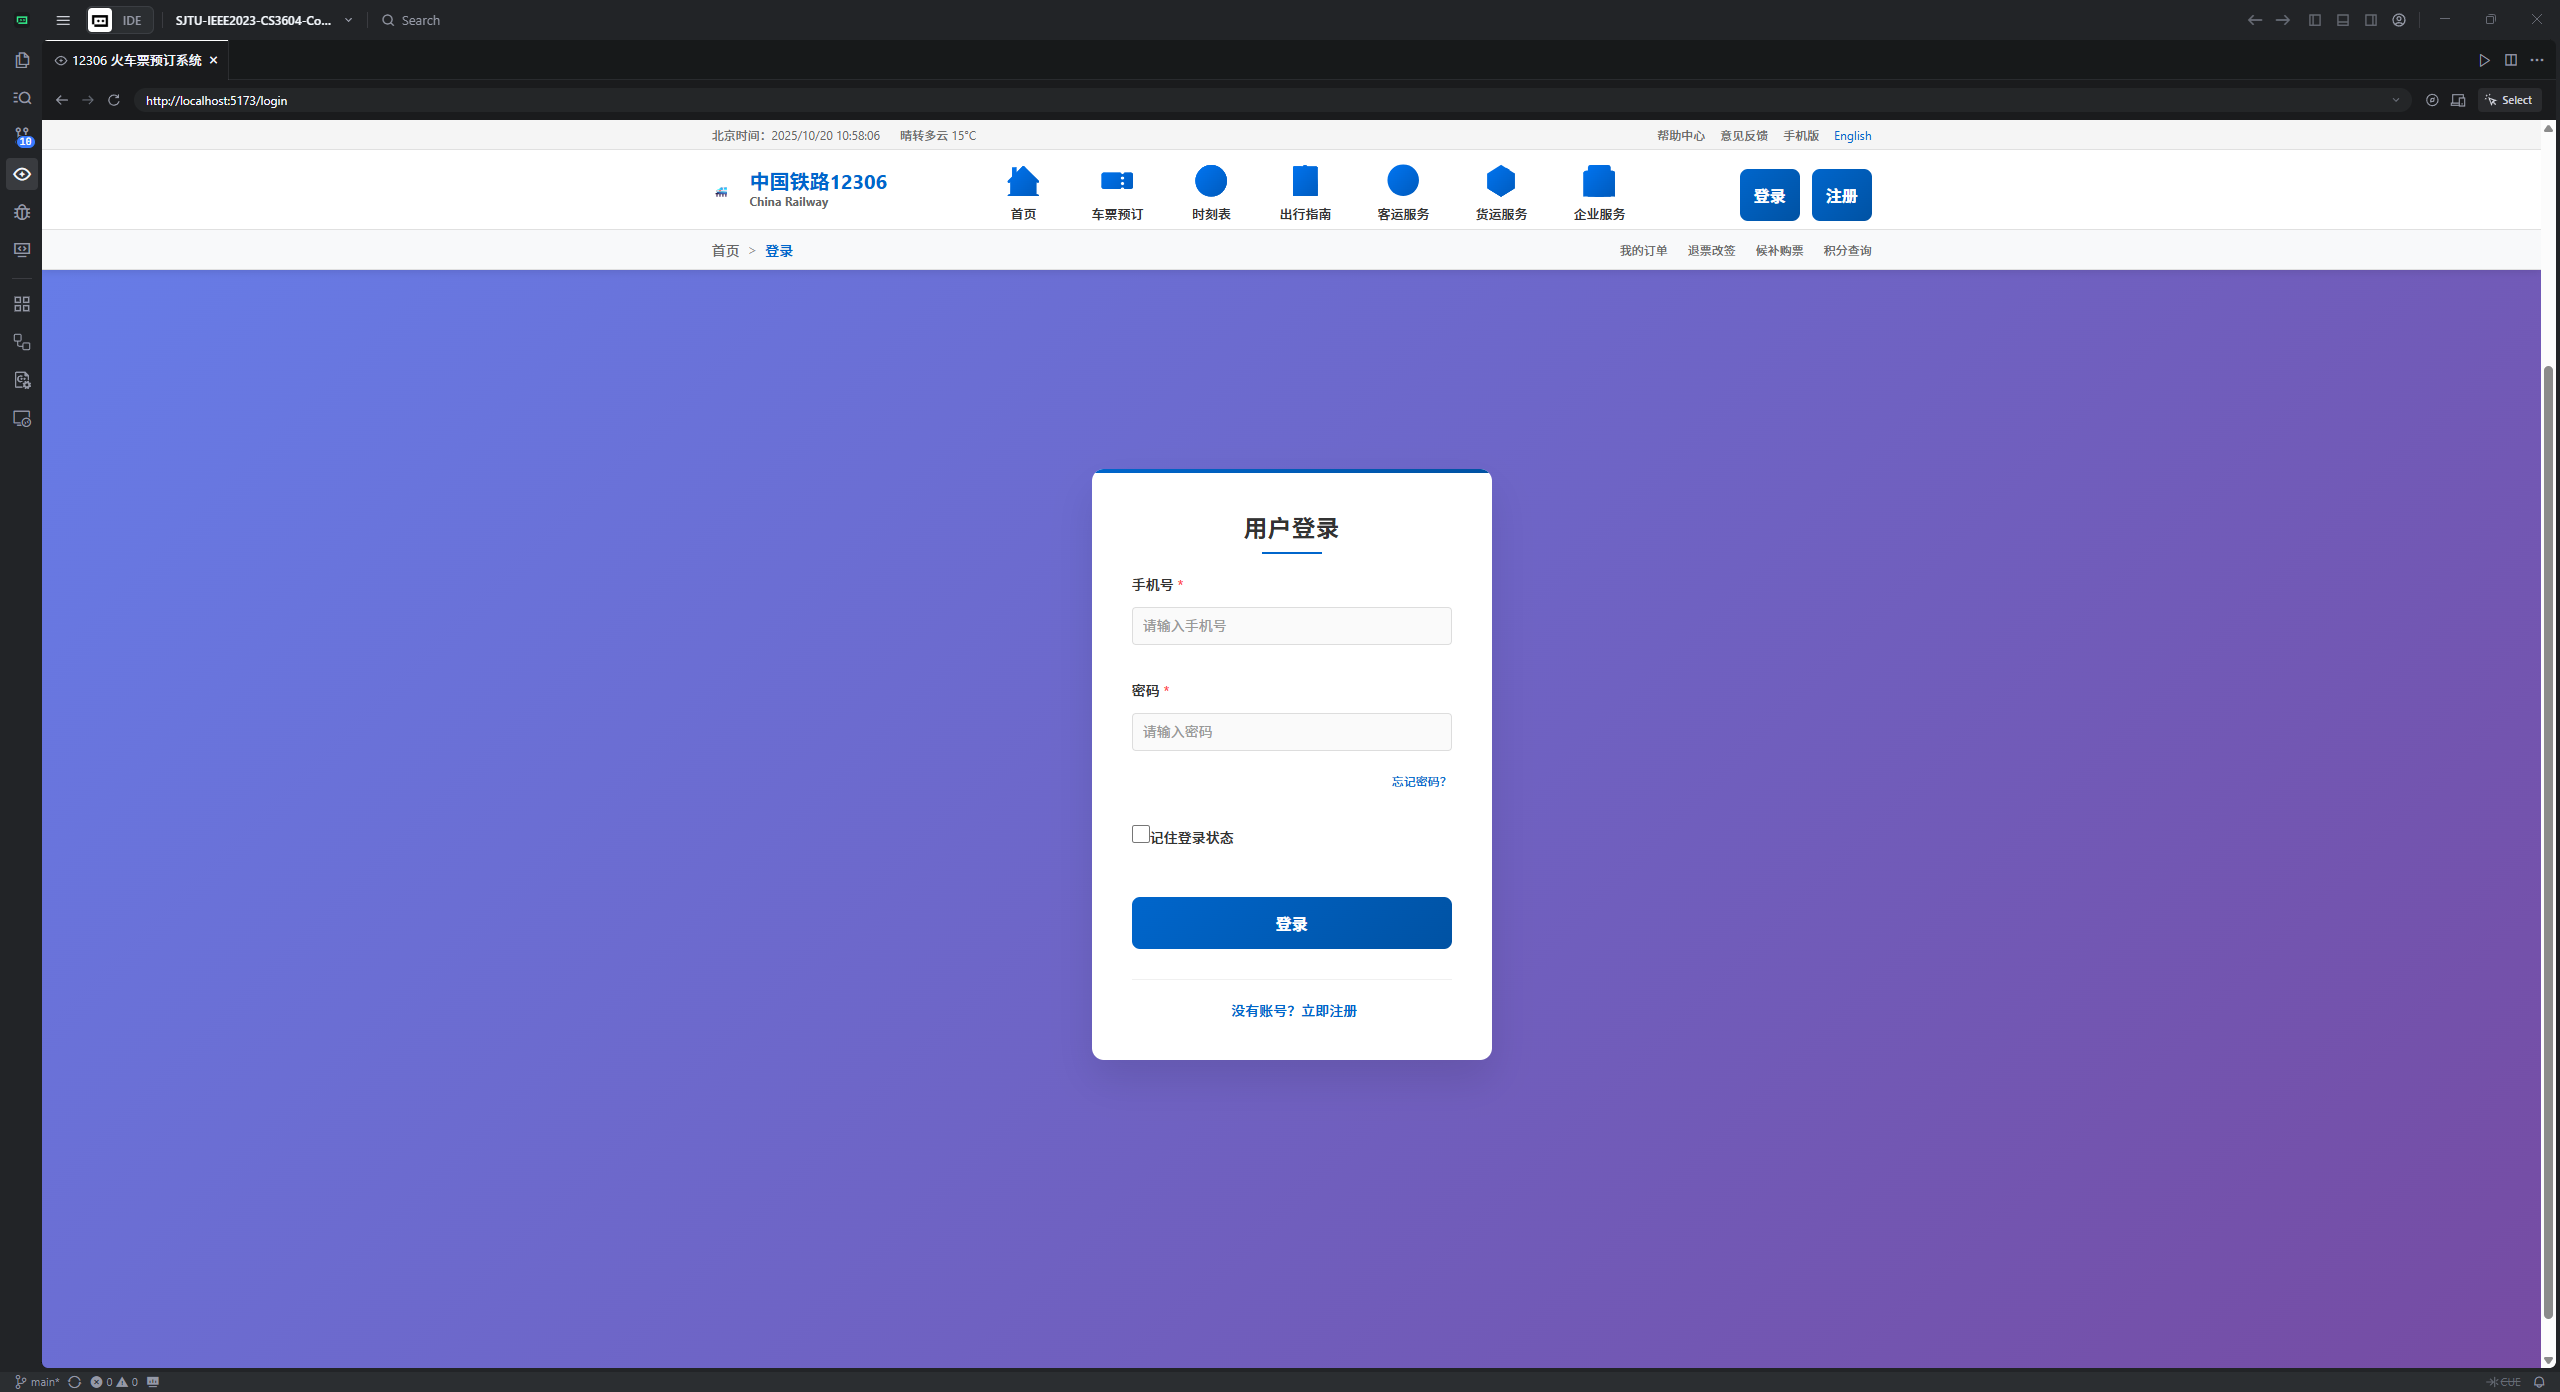 IDE SJTU-IEEE2023-CS3604-Co... Search
12306 火车票预订系统
http://localhost:5173/login Select
10
北京时间：2025/10/20 10:58:06 晴转多云 15°C 帮助中心 意见反馈 手机版 English
中国铁路12306
China Railway
首页 车票预订 时刻表 出行指南 客运服务 货运服务 企业服务
登录 注册
首页 > 登录 我的订单 退票改签 候补购票 积分查询
用户登录
手机号 *
请输入手机号
密码 *
请输入密码
忘记密码？
记住登录状态
登录
没有账号？立即注册
main* 0 0 CUE